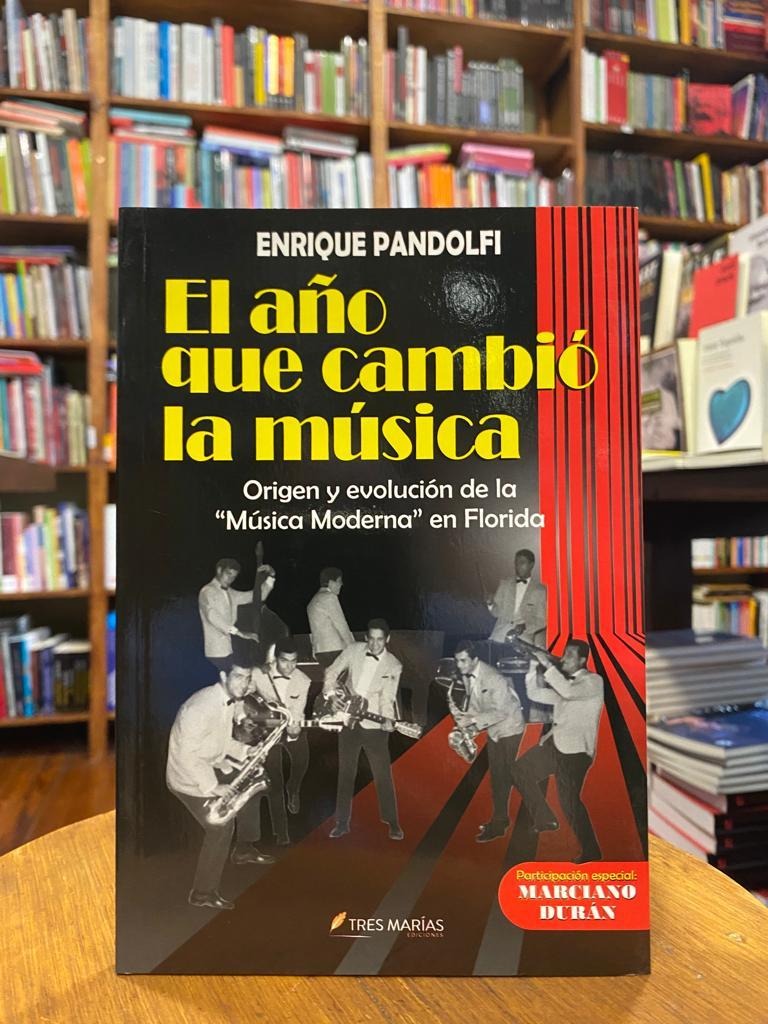 ENRIQUE PANDOLFI
El año
que cambió
la música
Origen y evolución de la
“Música Moderna” en Florida
Participación especial:
MARCIANO
DURÁN
TRES MARÍAS
EDICIONES